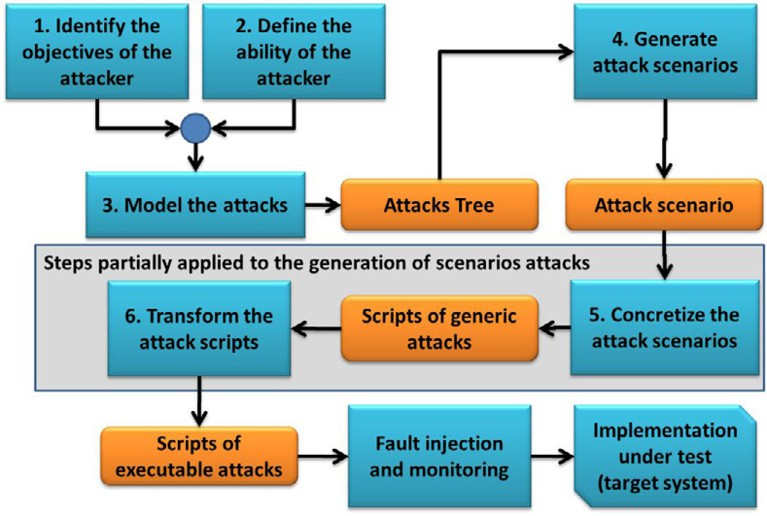 1. Identify the
objectives of the
attacker
2. Define the
ability of the
attacker
4. Generate
attack scenarios
3. Model the attacks
Attacks Tree
Attack scenario
Steps partially applied to the generation of scenarios attacks
6. Transform the
attack scripts
Scripts of generic
attacks
5. Concretize the
attack scenarios
Scripts of
executable attacks
Fault injection
and monitoring
Implementation
under test
(target system)